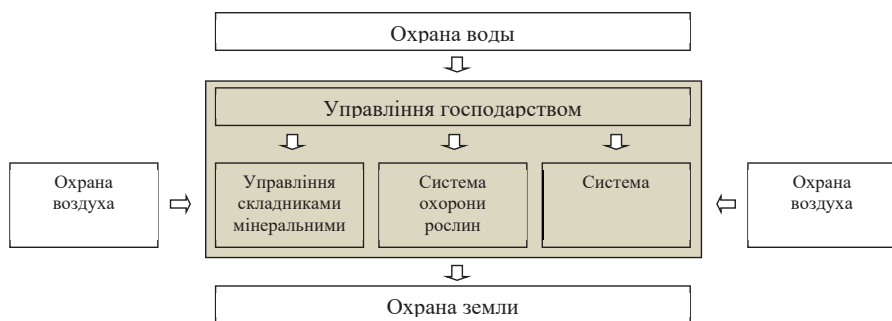 Охрана воды
Управління господарством
Охрана
воздуха
Управління
складниками
мінеральними
Система
охорони
рослин
Система
Охрана
воздуха
Охрана земли